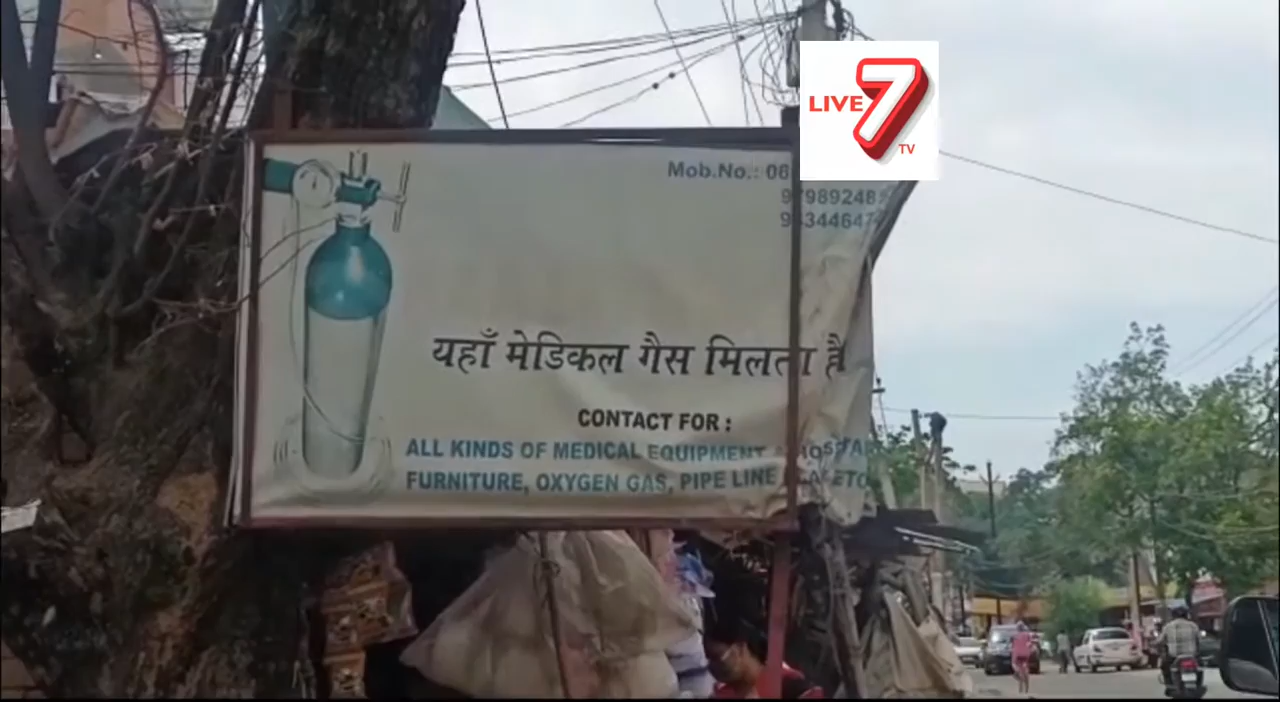 LIVE 7
TV
Mob.No.: 06
CONTACT FOR :
यहाँ मेडिकल गैस मिलता है
ALL KINDS OF MEDICAL EQUIPMENT
FURNITURE, OXYGEN GAS, PIPE LINE ETC